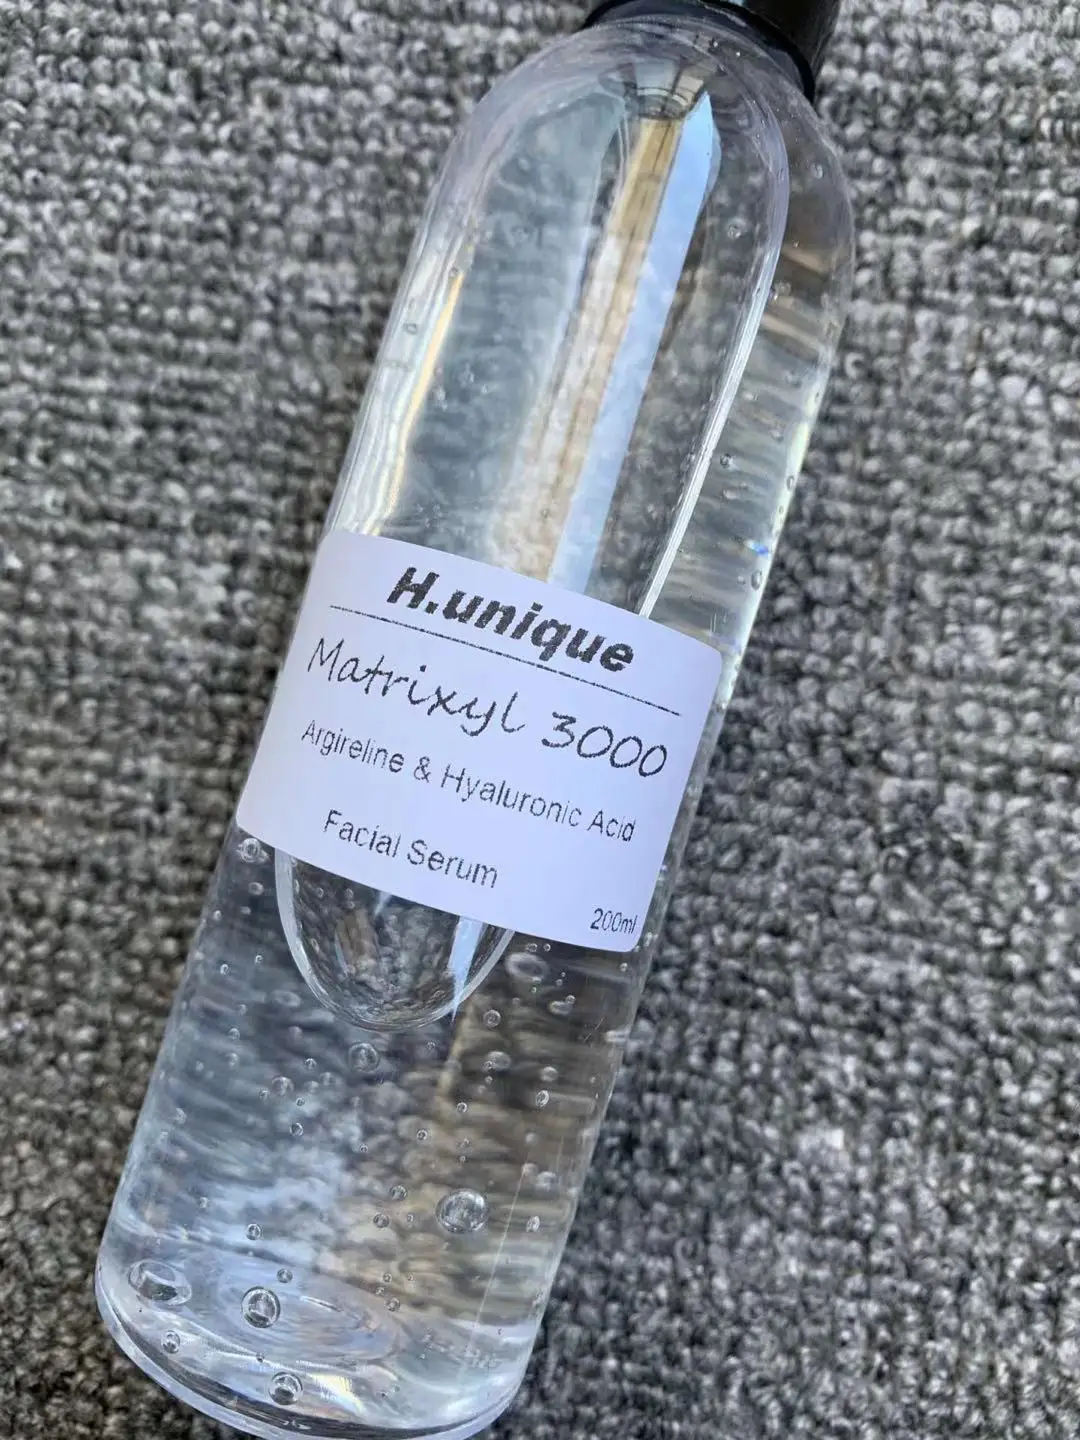 H.unique
Matrixyl 3000
Argireline & Hyaluronic Acid
Facial Serum
200ml